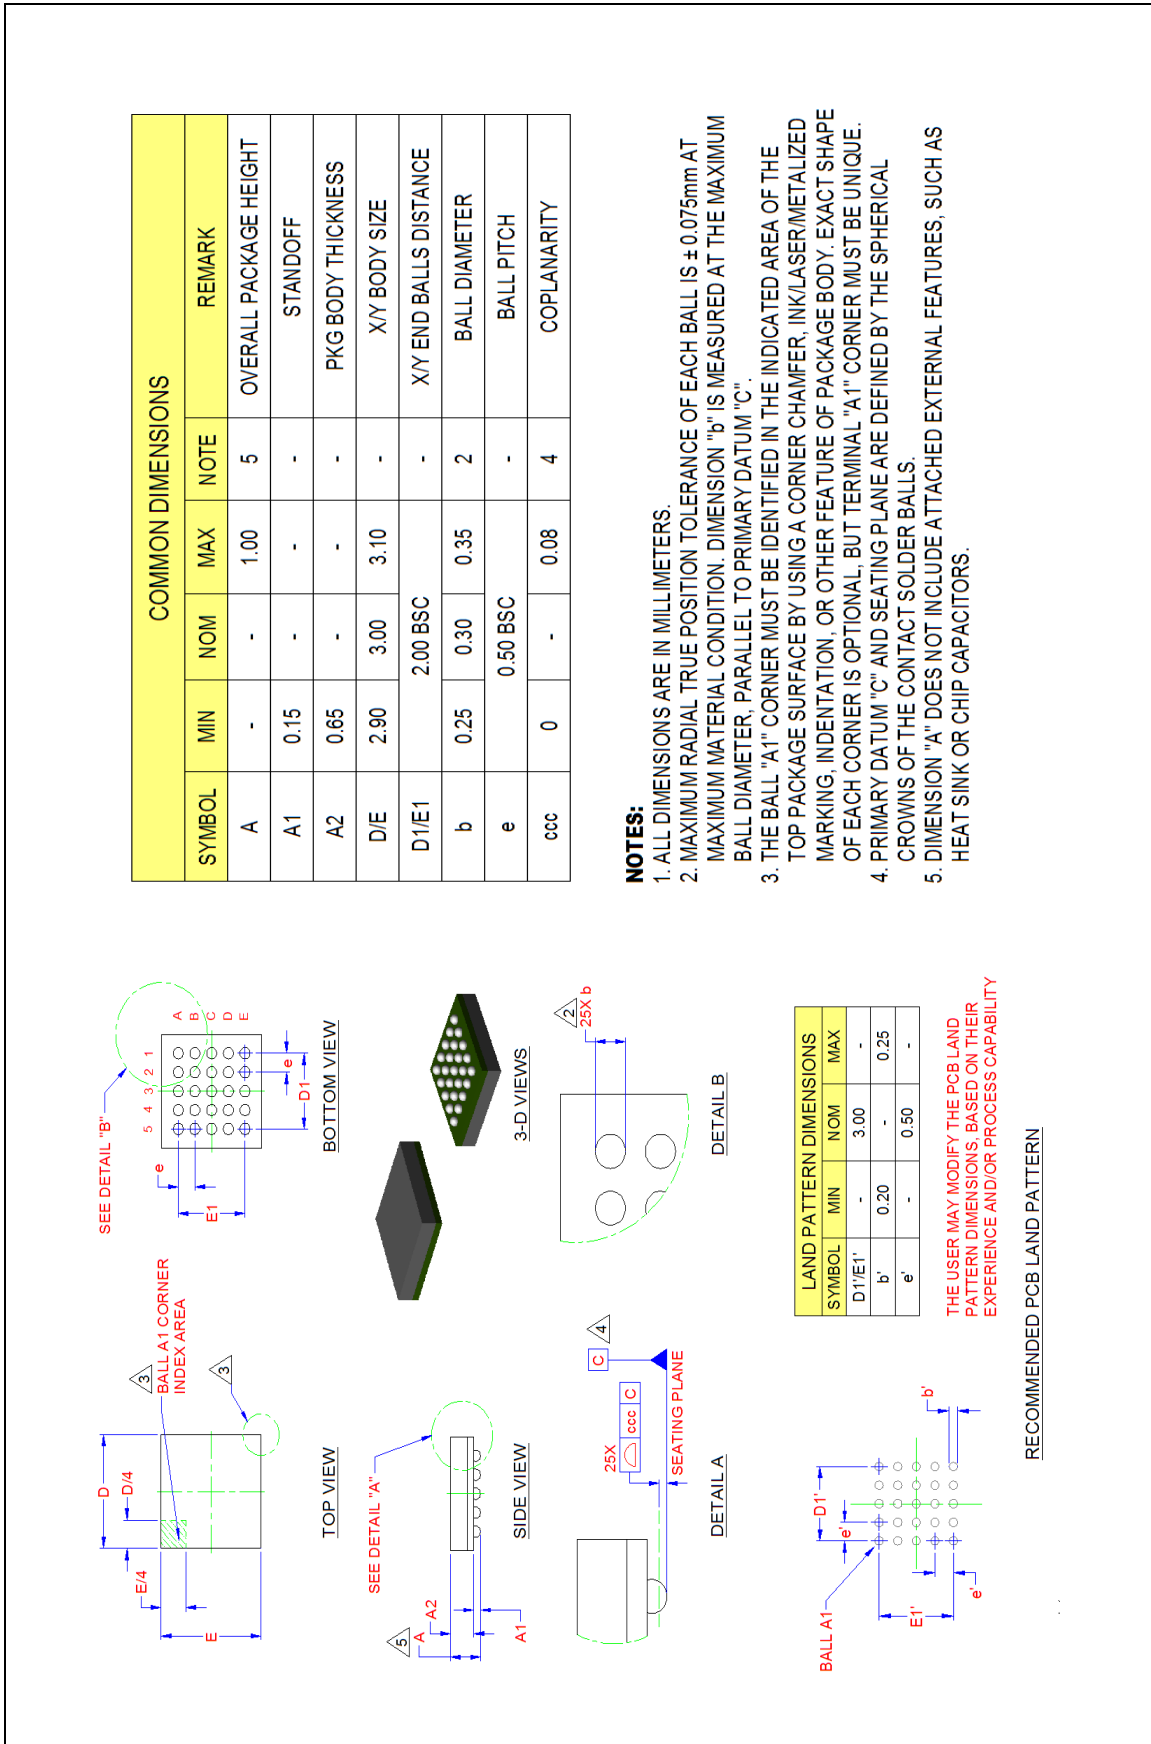 TOP VIEW
D
D/4
E/4
E
3
BALL A1 CORNER
INDEX AREA
3
SEE DETAIL "B"
5 4 3 2 1
A
B
C
D
E
e
E1
e
D1
BOTTOM VIEW
SEE DETAIL "A"
5
A
A2
A1
SIDE VIEW
3-D VIEWS
25X
ccc C
C
4
SEATING PLANE
DETAIL A
2
25X b
DETAIL B
BALL A1
D1'
e'
E1'
e'
b'
LAND PATTERN DIMENSIONS
SYMBOL MIN NOM MAX
D1'/E1' - 3.00 -
b' 0.20 - 0.25
e' - 0.50 -
THE USER MAY MODIFY THE PCB LAND
PATTERN DIMENSIONS, BASED ON THEIR
EXPERIENCE AND/OR PROCESS CAPABILITY
RECOMMENDED PCB LAND PATTERN
COMMON DIMENSIONS
SYMBOL MIN NOM MAX NOTE REMARK
A - - 1.00 5 OVERALL PACKAGE HEIGHT
A1 0.15 - - - STANDOFF
A2 0.65 - - - PKG BODY THICKNESS
D/E 2.90 3.00 3.10 - X/Y BODY SIZE
D1/E1 2.00 BSC - X/Y END BALLS DISTANCE
b 0.25 0.30 0.35 2 BALL DIAMETER
e 0.50 BSC - BALL PITCH
ccc 0 - 0.08 4 COPLANARITY
NOTES:
1. ALL DIMENSIONS ARE IN MILLIMETERS.
2. MAXIMUM RADIAL TRUE POSITION TOLERANCE OF EACH BALL IS ± 0.075mm AT
MAXIMUM MATERIAL CONDITION. DIMENSION "b" IS MEASURED AT THE MAXIMUM
BALL DIAMETER, PARALLEL TO PRIMARY DATUM "C".
3. THE BALL "A1" CORNER MUST BE IDENTIFIED IN THE INDICATED AREA OF THE
TOP PACKAGE SURFACE BY USING A CORNER CHAMFER, INK/LASER/METALIZED
MARKING, INDENTATION, OR OTHER FEATURE OF PACKAGE BODY. EXACT SHAPE
OF EACH CORNER IS OPTIONAL, BUT TERMINAL "A1" CORNER MUST BE UNIQUE.
4. PRIMARY DATUM "C" AND SEATING PLANE ARE DEFINED BY THE SPHERICAL
CROWNS OF THE CONTACT SOLDER BALLS.
5. DIMENSION "A" DOES NOT INCLUDE ATTACHED EXTERNAL FEATURES, SUCH AS
HEAT SINK OR CHIP CAPACITORS.